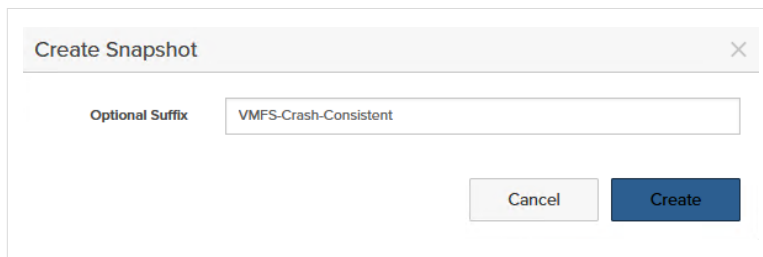 Create Snapshot
Optional Suffix VMFS-Crash-Consistent
Cancel Create